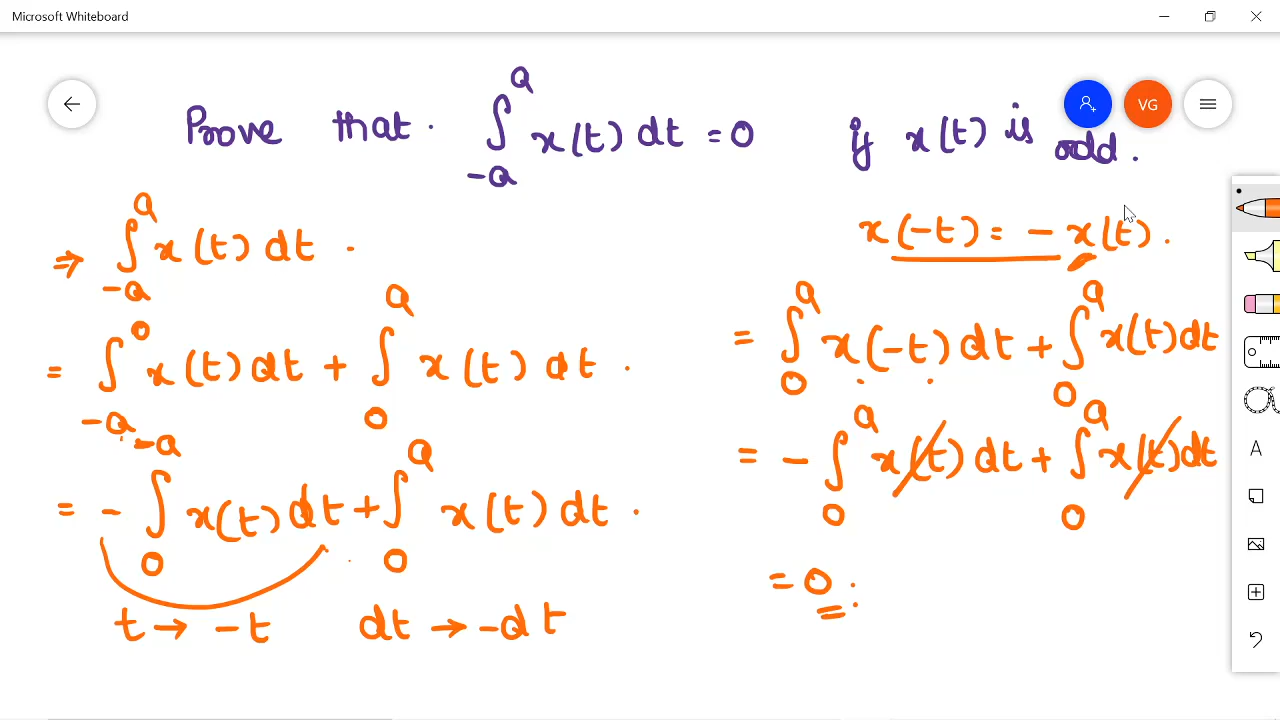 Microsoft Whiteboard
VG
Prove that. ∫_{-a}^{a} x(t) dt = 0 if x(t) is odd.
⇒ ∫_{-a}^{a} x(t) dt.
= ∫_{-a}^{0} x(t) dt + ∫_{0}^{a} x(t) dt.
= - ∫_{0}^{-a} x(t) dt + ∫_{0}^{a} x(t) dt.
t → -t dt → -dt
x(-t) = - x(t).
= ∫_{0}^{a} x(-t) dt + ∫_{0}^{a} x(t) dt
= - ∫_{0}^{a} x(t) dt + ∫_{0}^{a} x(t) dt
= 0.
A